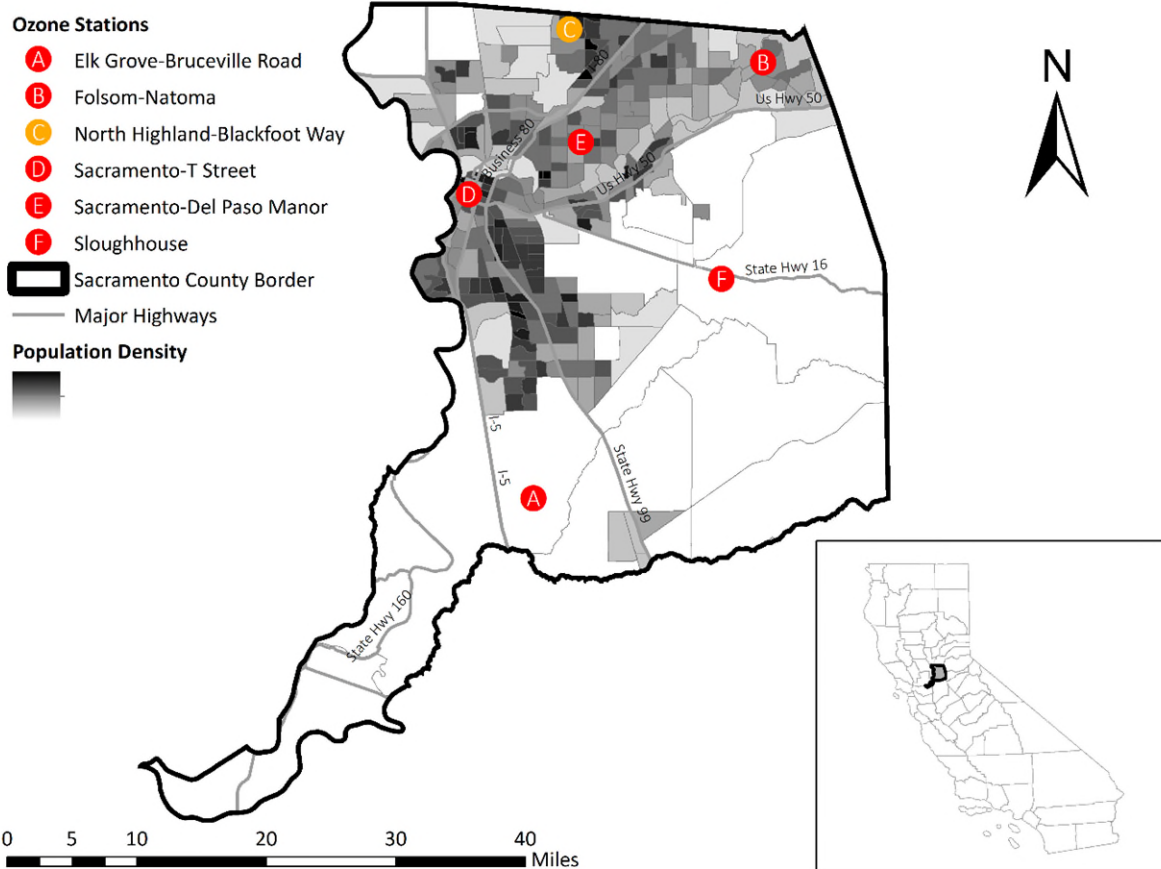 Ozone Stations
A Elk Grove-Bruceville Road
B Folsom-Natoma
C North Highland-Blackfoot Way
D Sacramento-T Street
E Sacramento-Del Paso Manor
F Sloughhouse
Sacramento County Border
Major Highways
Population Density
C
I-80
B
Us Hwy 50
N
Business 80
E
Us Hwy 50
D
F
State Hwy 16
I-5
I-5
A
State Hwy 99
State Hwy 160
0 5 10 20 30 40
Miles